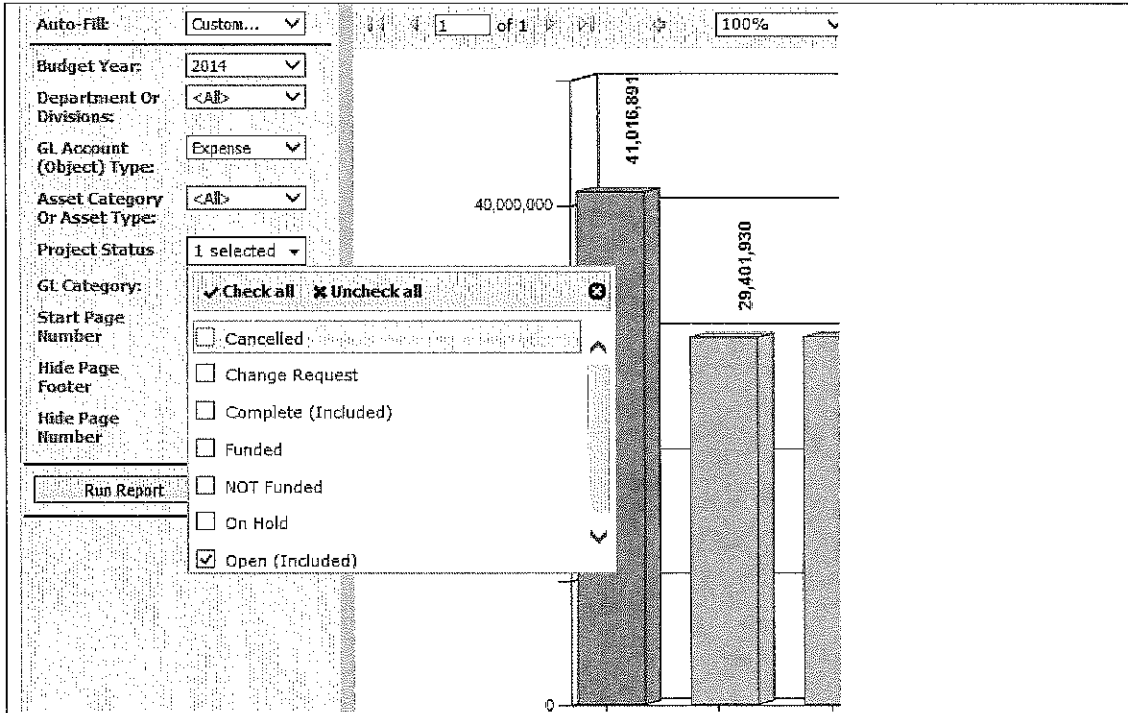 Auto-Fill: Custom...
1 of 1 100%
Budget Year: 2014
Department Or <All>
Divisions:
GL Account Expense
(Object) Type:
Asset Category <All>
Or Asset Type:
Project Status 1 selected
GL Category:
Start Page
Number
Hide Page
Footer
Hide Page
Number
Run Report
Check all Uncheck all
Cancelled
Change Request
Complete (Included)
Funded
NOT Funded
On Hold
Open (Included)
41,016,891
40,000,000
29,401,930
0